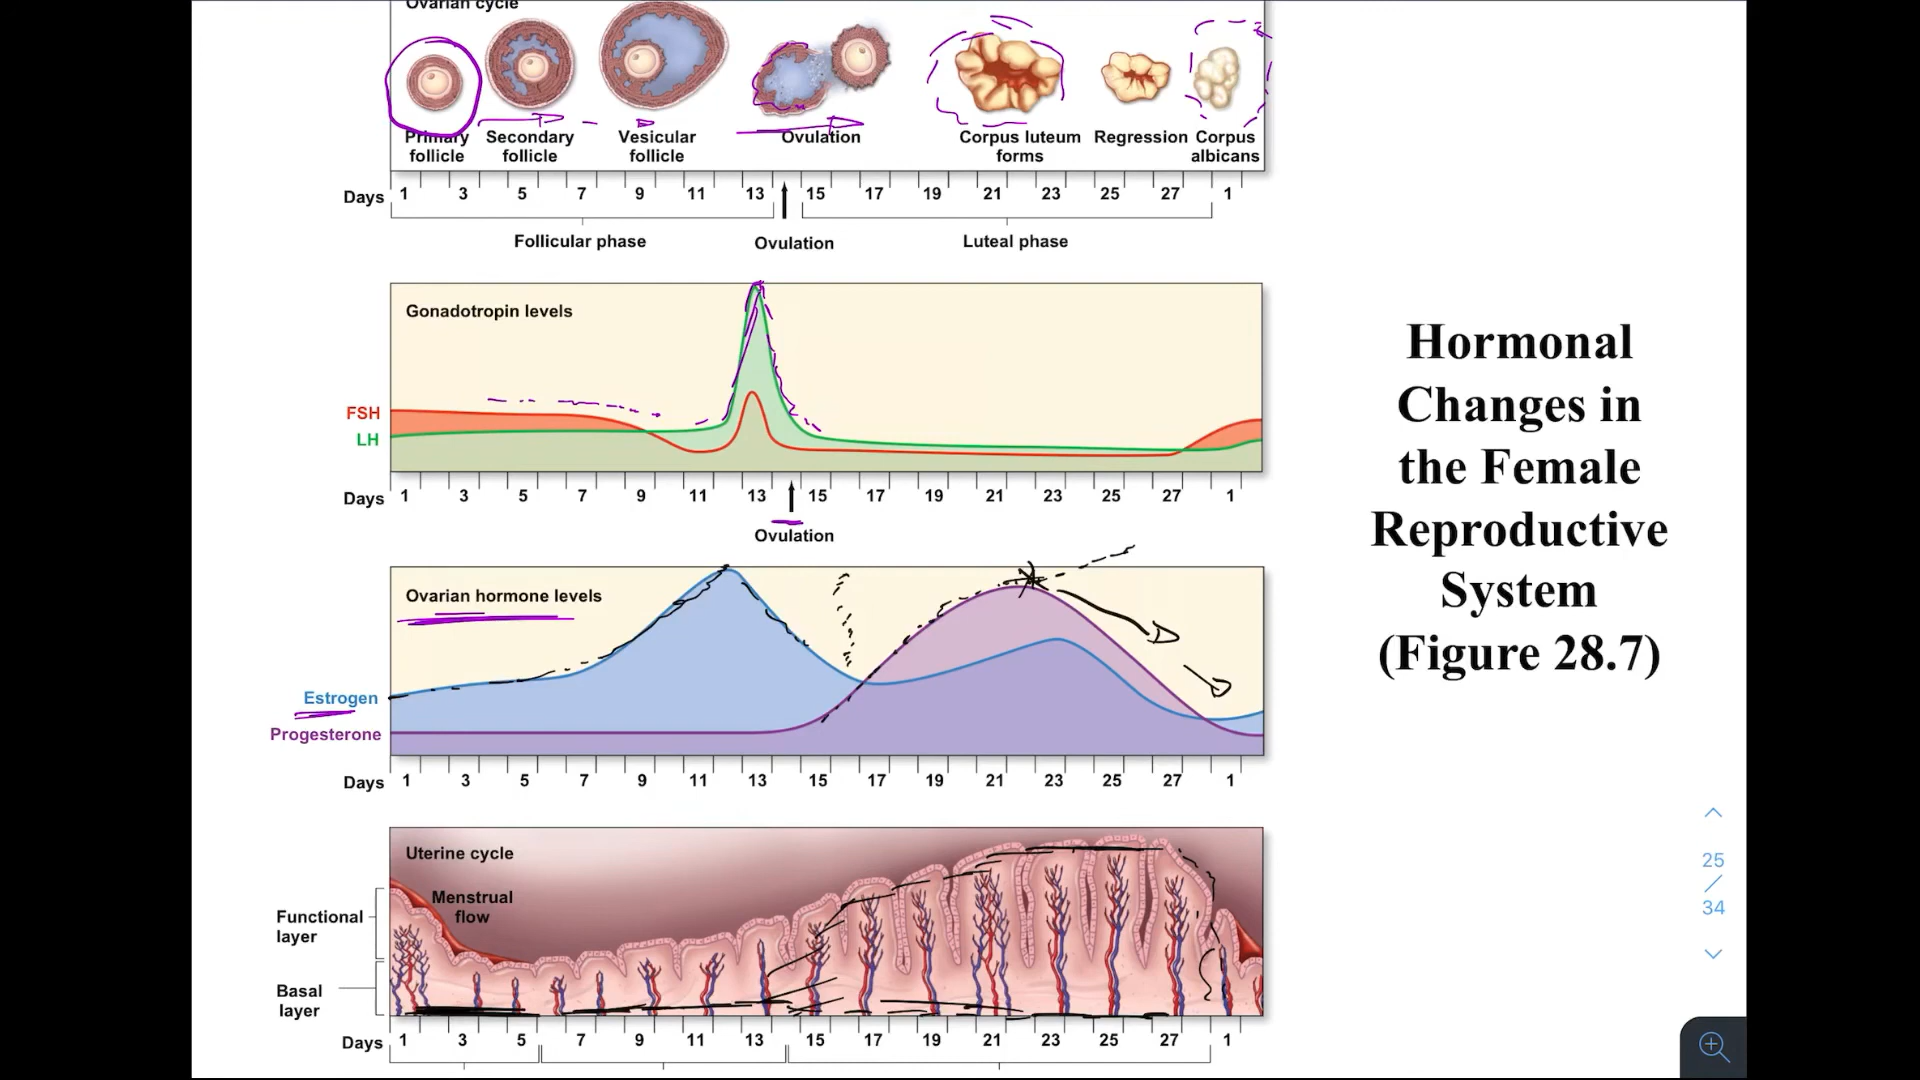 Ovarian cycle
Primary follicle
Secondary follicle
Vesicular follicle
Ovulation
Corpus luteum forms
Regression
Corpus albicans
Days 1 3 5 7 9 11 13 15 17 19 21 23 25 27 1
Follicular phase Ovulation Luteal phase
Gonadotropin levels
FSH
LH
Days 1 3 5 7 9 11 13 15 17 19 21 23 25 27 1
Ovulation
Ovarian hormone levels
Estrogen
Progesterone
Days 1 3 5 7 9 11 13 15 17 19 21 23 25 27 1
Uterine cycle
Menstrual
flow
Functional
layer
Basal
layer
Days 1 3 5 7 9 11 13 15 17 19 21 23 25 27 1
Hormonal
Changes in
the Female
Reproductive
System
(Figure 28.7)
25
/
34